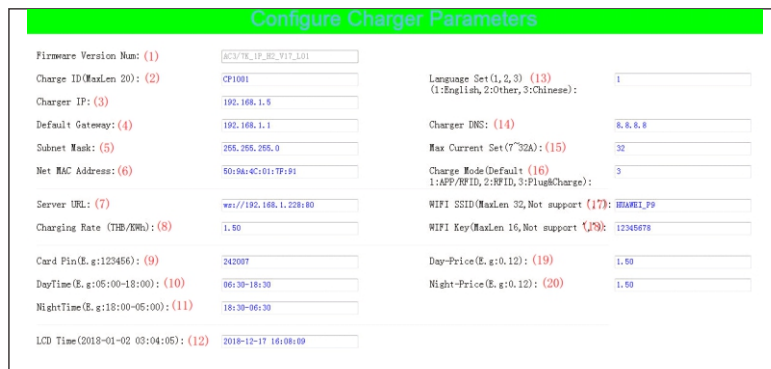 Configure Charger Parameters
Firmware Version Num: (1) AC3/7K_1P_H2_V17_L01
Charge ID(MaxLen 20): (2) CP1081
Language Set(1,2,3) (13) 1
(1:English,2:Other,3:Chinese):
Charger IP: (3) 192.168.1.5
Default Gateway: (4) 192.168.1.1
Charger DNS: (14) 8.8.8.8
Subnet Mask: (5) 255.255.255.0
Max Current Set(7~32A): (15) 32
Net MAC Address: (6) 50:9A:4C:01:7F:91
Charge Mode(Default (16) 3
1:APP/RFID,2:RFID,3:Plug&Charge):
Server URL: (7) ws://192.168.1.228:80
WIFI SSID(MaxLen 32,Not support (17): HUAWEI_P9
Charging Rate (THB/KWh): (8) 1.50
WIFI Key(MaxLen 16,Not support (18): 12345678
Card Pin(E.g:123456): (9) 242007
Day-Price(E.g:0.12): (19) 1.50
DayTime(E.g:05:00-18:00): (10) 06:30-18:30
Night-Price(E.g:0.12): (20) 1.50
NightTime(E.g:18:00-05:00): (11) 18:30-06:30
LCD Time(2018-01-02 03:04:05): (12) 2018-12-17 16:08:09